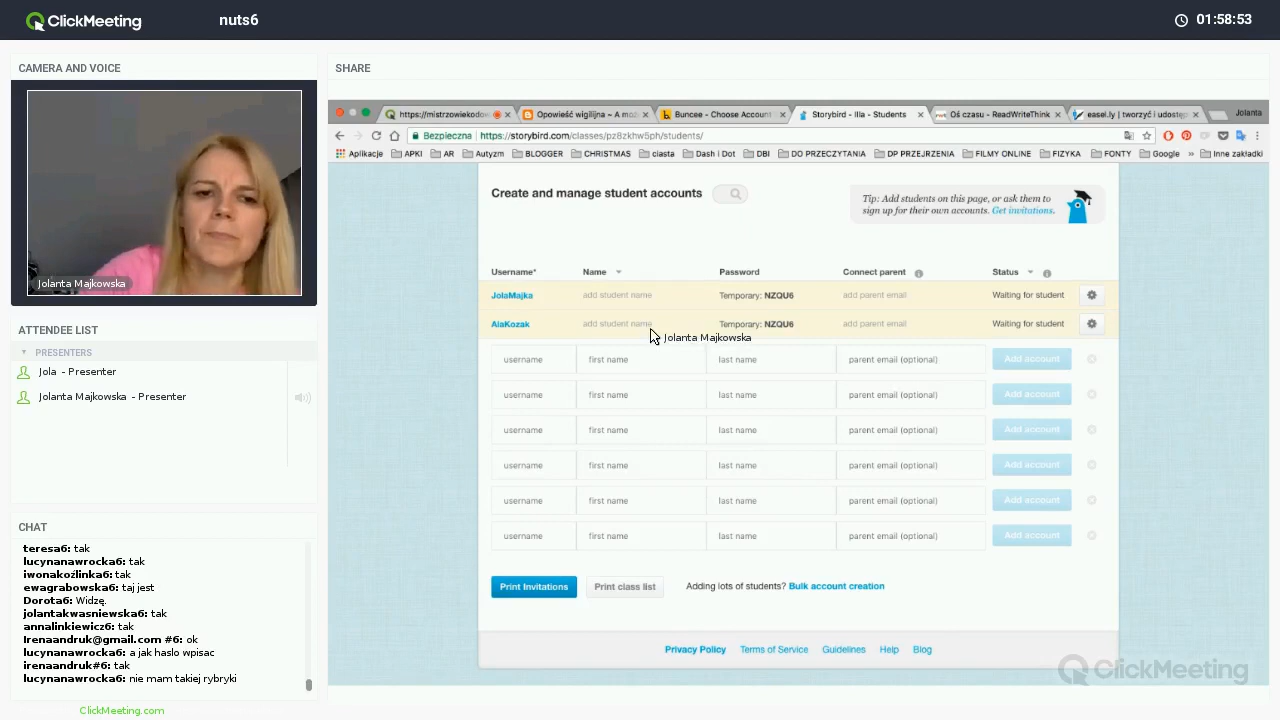 ClickMeeting
nuts6
01:58:53
CAMERA AND VOICE
Jolanta Majkowska
ATTENDEE LIST
PRESENTERS
Jola - Presenter
Jolanta Majkowska - Presenter
CHAT
teresa6: tak
lucynanawrocka6: tak
iwonakoźlinka6: tak
ewagrabowska6: taj jest
Dorota6: Widzę.
jolantakwasniewska6: tak
annalinkiewicz6: tak
Irenaandruk@gmail.com #6: ok
lucynanawrocka6: a jak haslo wpisac
irenaandruk#6: tak
lucynanawrocka6: nie mam takiej rybryki
ClickMeeting.com
SHARE
https://mistrzowiekodo
Opowieść wigilijna ~ A moż
Buncee - Choose Account
Storybird - Illa - Students
Oś czasu - ReadWriteThink
easel.ly | tworzyć i udostęp
Jolanta
Bezpieczna
https://storybird.com/classes/pz8zkhw5ph/students/
Aplikacje
APKI
AR
Autyzm
BLOGGER
CHRISTMAS
ciasta
Dash i Dot
DBI
DO PRZECZYTANIA
DP PRZEJRZENIA
FILMY ONLINE
FIZYKA
FONTY
Google
»
Inne zakładki
Create and manage student accounts
Tip: Add students on this page, or ask them to
sign up for their own accounts. Get invitations.
Username* Name Password Connect parent Status
JolaMajka add student name Temporary: NZQU6 add parent email Waiting for student
AlaKozak add student name Temporary: NZQU6 add parent email Waiting for student
Jolanta Majkowska
username first name last name parent email (optional) Add account
username first name last name parent email (optional) Add account
username first name last name parent email (optional) Add account
username first name last name parent email (optional) Add account
username first name last name parent email (optional) Add account
username first name last name parent email (optional) Add account
Print Invitations Print class list Adding lots of students? Bulk account creation
Privacy Policy Terms of Service Guidelines Help Blog
ClickMeeting